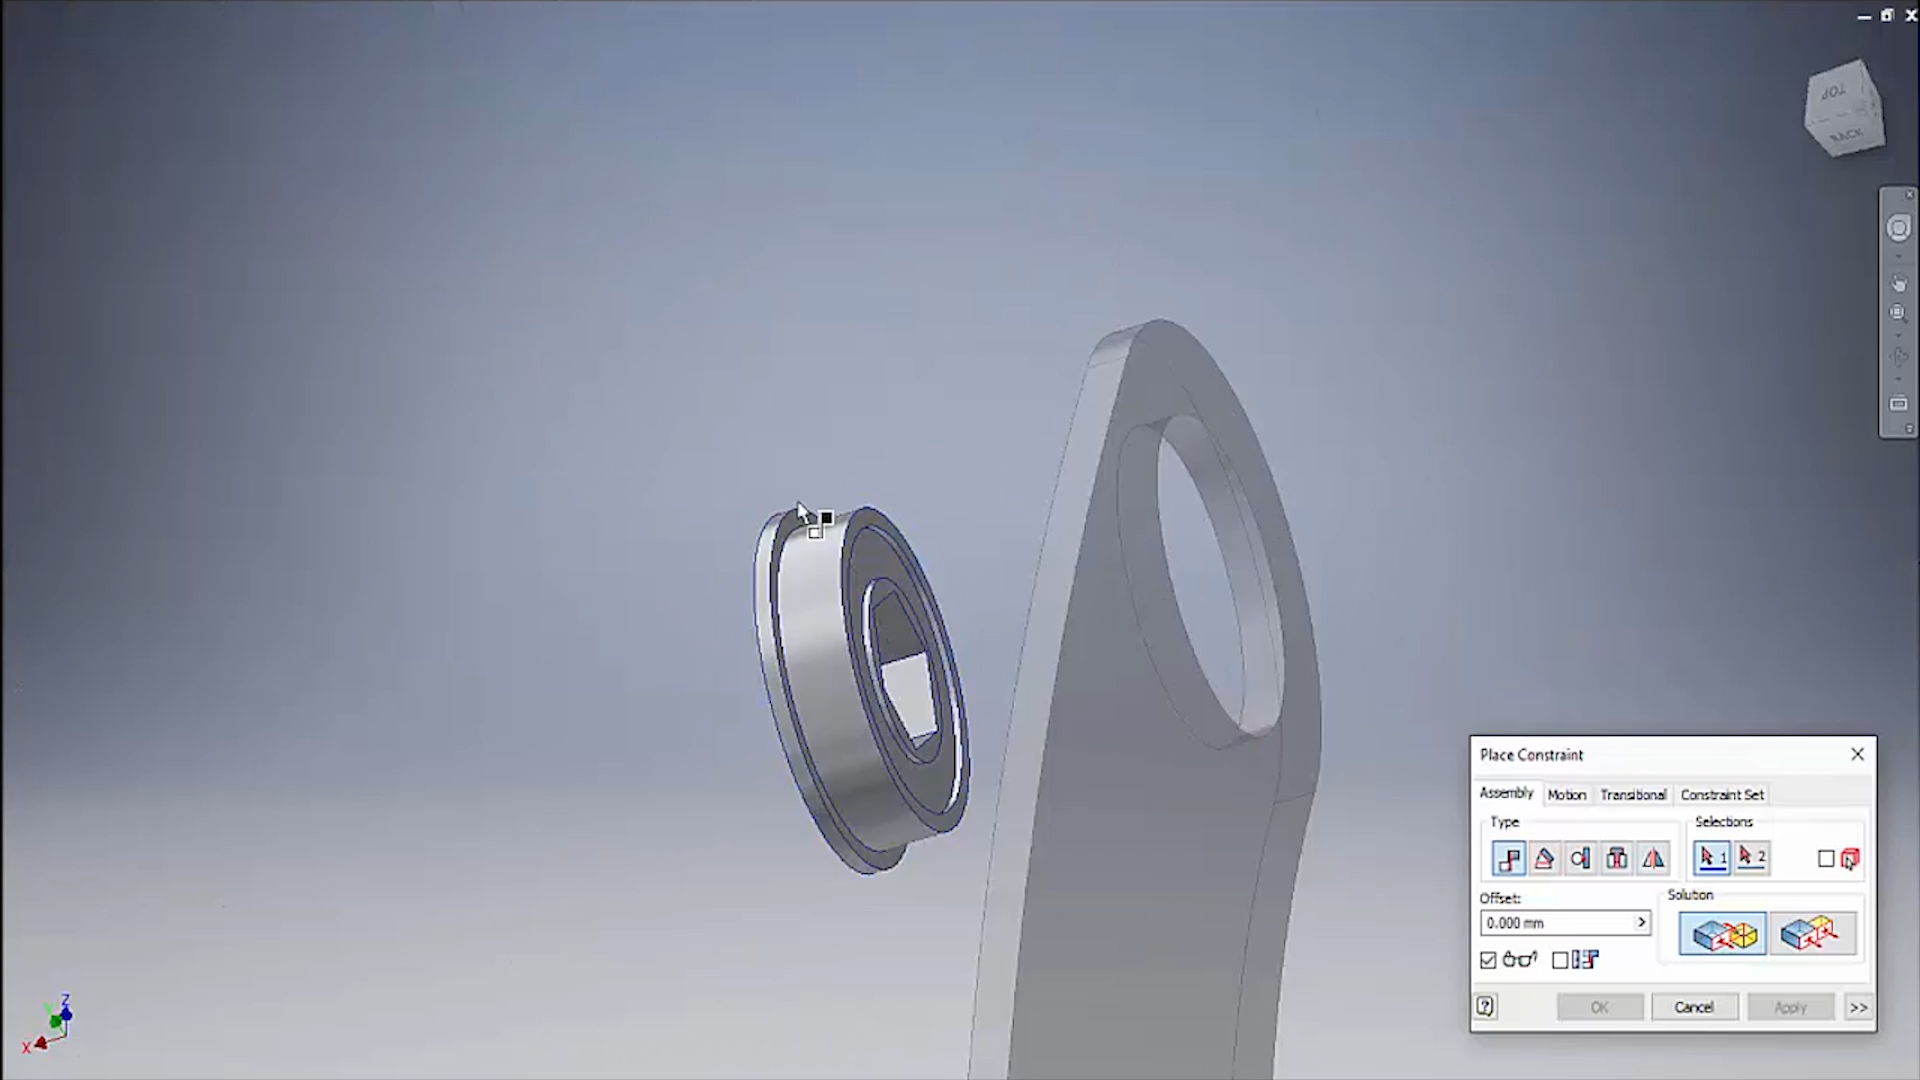 TOP
BACK
Z
X
Place Constraint
Assembly Motion Transitional Constraint Set
Type
Selections
1
2
Offset:
0.000 mm
Solution
OK
Cancel
Apply
>>